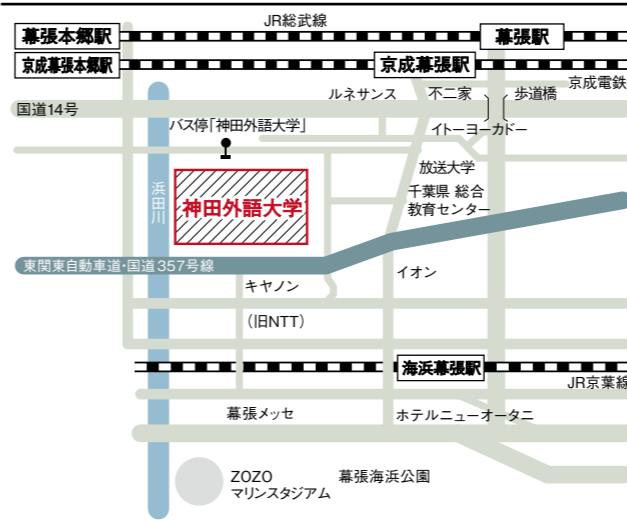 JR総武線
幕張本郷駅
幕張駅
京成幕張本郷駅
京成幕張駅
京成電鉄
ルネサンス
不二家
歩道橋
国道14号
バス停「神田外語大学」
イトーヨーカドー
放送大学
浜田川
神田外語大学
千葉県 総合
教育センター
東関東自動車道・国道357号線
イオン
キヤノン
（旧NTT）
海浜幕張駅
JR京葉線
幕張メッセ
ホテルニューオータニ
ZOZO
マリンスタジアム
幕張海浜公園